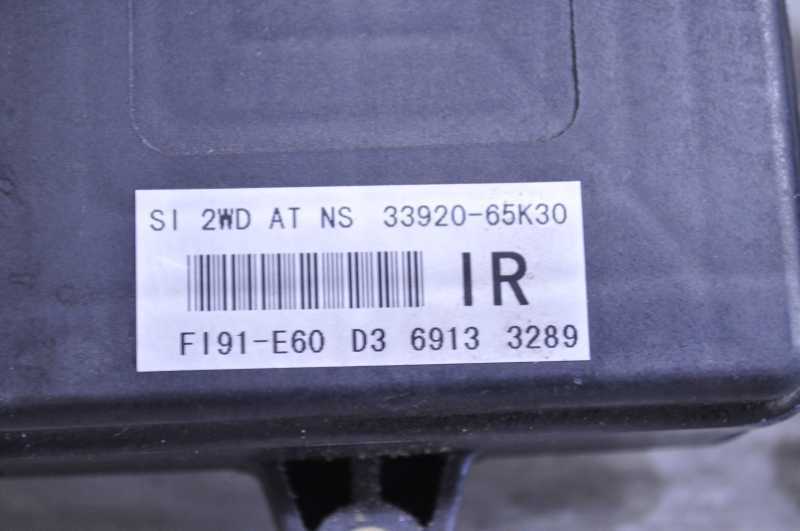 SI 2WD AT NS 33920-65K30
IR
FI91-E60 D3 6913 3289